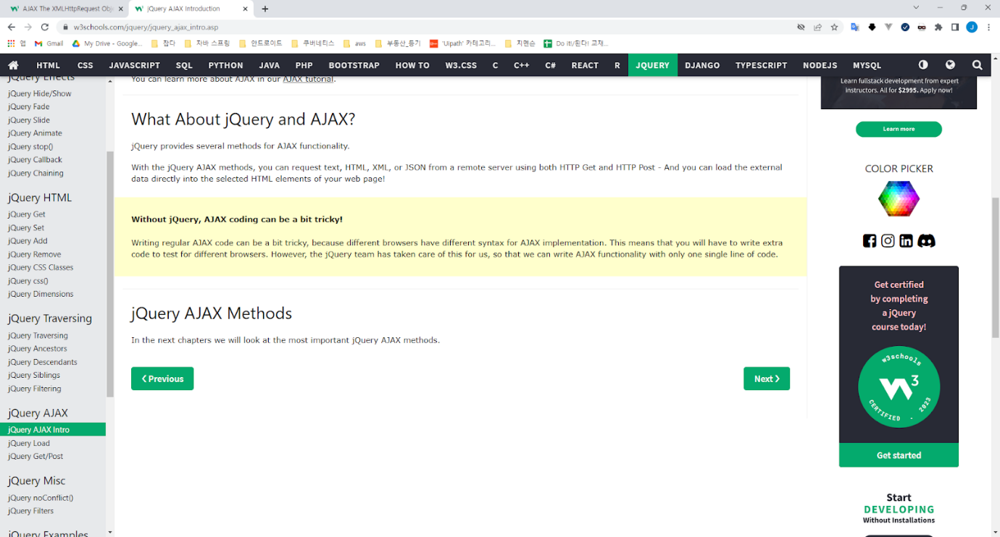 AJAX The XMLHttpRequest Obj
jQuery AJAX Introduction
w3schools.com/jquery/jquery_ajax_intro.asp
J
앱
Gmail
My Drive - Google...
잡다
자바 스프링
안드로이드
쿠버네티스
aws
부동산_등기
'Uipath' 카테고리...
지멘슨
Do it!/된다! 교재...
HTML
CSS
JAVASCRIPT
SQL
PYTHON
JAVA
PHP
BOOTSTRAP
HOW TO
W3.CSS
C
C++
C#
REACT
R
JQUERY
DJANGO
TYPESCRIPT
NODEJS
MYSQL
jQuery Effects
jQuery Hide/Show
jQuery Fade
jQuery Slide
jQuery Animate
jQuery stop()
jQuery Callback
jQuery Chaining
jQuery HTML
jQuery Get
jQuery Set
jQuery Add
jQuery Remove
jQuery CSS Classes
jQuery css()
jQuery Dimensions
jQuery Traversing
jQuery Traversing
jQuery Ancestors
jQuery Descendants
jQuery Siblings
jQuery Filtering
jQuery AJAX
jQuery AJAX Intro
jQuery Load
jQuery Get/Post
jQuery Misc
jQuery noConflict()
jQuery Filters
jQuery Examples
You can learn more about AJAX in our AJAX tutorial.
What About jQuery and AJAX?
jQuery provides several methods for AJAX functionality.
With the jQuery AJAX methods, you can request text, HTML, XML, or JSON from a remote server using both HTTP Get and HTTP Post - And you can load the external
data directly into the selected HTML elements of your web page!
Without jQuery, AJAX coding can be a bit tricky!
Writing regular AJAX code can be a bit tricky, because different browsers have different syntax for AJAX implementation. This means that you will have to write extra
code to test for different browsers. However, the jQuery team has taken care of this for us, so that we can write AJAX functionality with only one single line of code.
jQuery AJAX Methods
In the next chapters we will look at the most important jQuery AJAX methods.
❮ Previous
Next ❯
Learn fullstack development from expert
instructors. All for $2995. Apply now!
Learn more
COLOR PICKER
Get certified
by completing
a jQuery
course today!
w3schools
3
CERTIFIED . 2023
Get started
Start
DEVELOPING
Without Installations